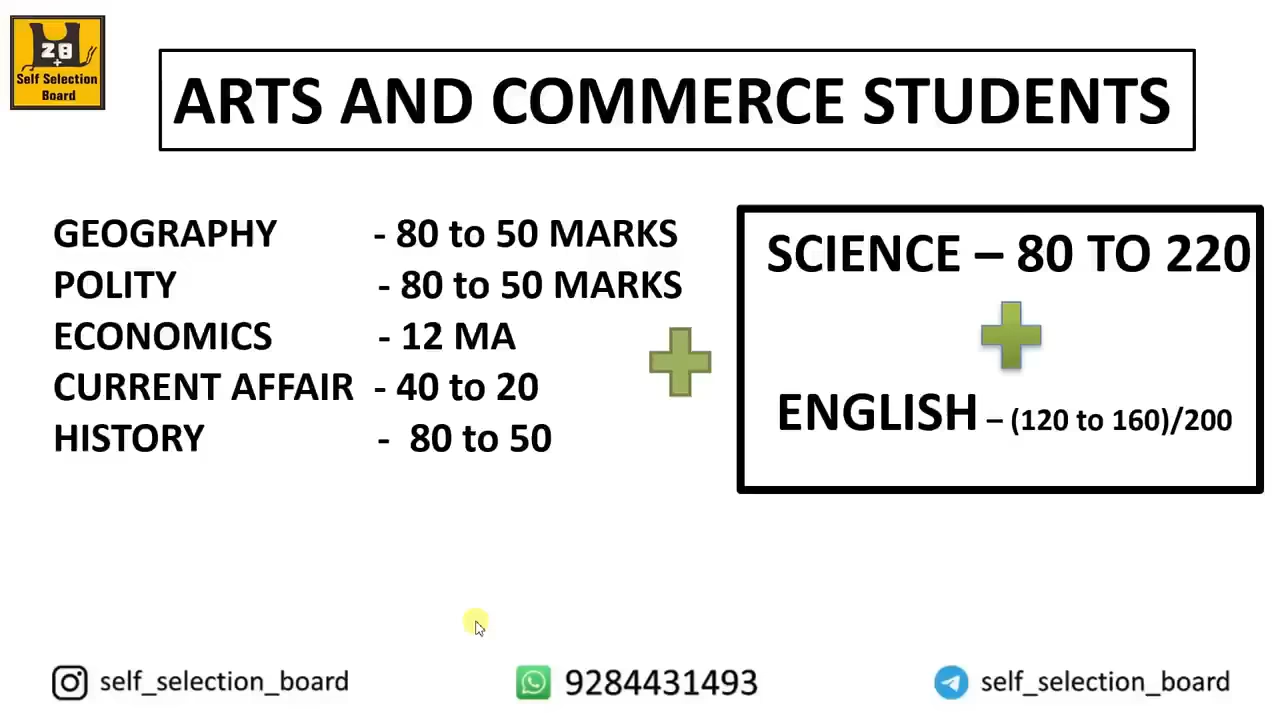 28
+
Self Selection
Board
ARTS AND COMMERCE STUDENTS
GEOGRAPHY - 80 to 50 MARKS
POLITY - 80 to 50 MARKS
ECONOMICS - 12 MA
CURRENT AFFAIR - 40 to 20
HISTORY - 80 to 50
SCIENCE – 80 TO 220
ENGLISH – (120 to 160)/200
self_selection_board
9284431493
self_selection_board